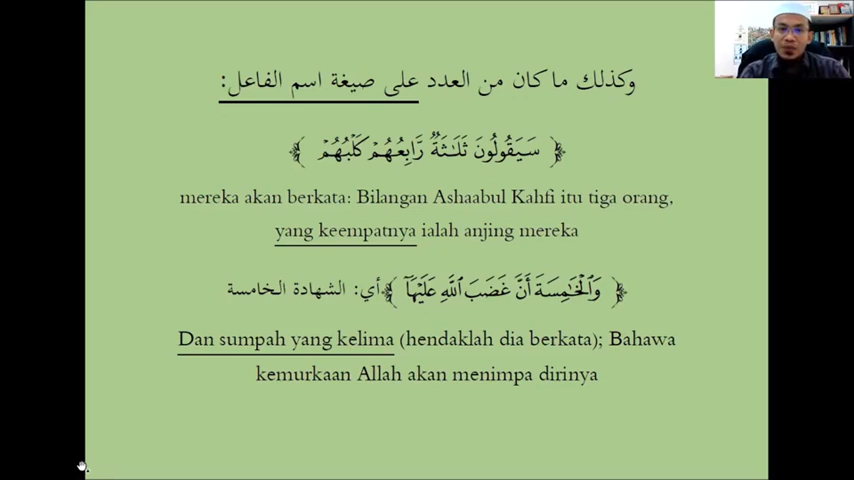 وكذلك ما كان من العدد على صيغة اسم الفاعل:
﴿ سَيَقُولُونَ ثَلَٰثَةٌ رَّابِعُهُمْ كَلْبُهُمْ ﴾
mereka akan berkata: Bilangan Ashaabul Kahfi itu tiga orang,
yang keempatnya ialah anjing mereka
﴿ وَٱلْخَٰمِسَةَ أَنَّ غَضَبَ ٱللَّهِ عَلَيْهَآ ﴾ أي: الشهادة الخامسة
Dan sumpah yang kelima (hendaklah dia berkata); Bahawa
kemurkaan Allah akan menimpa dirinya